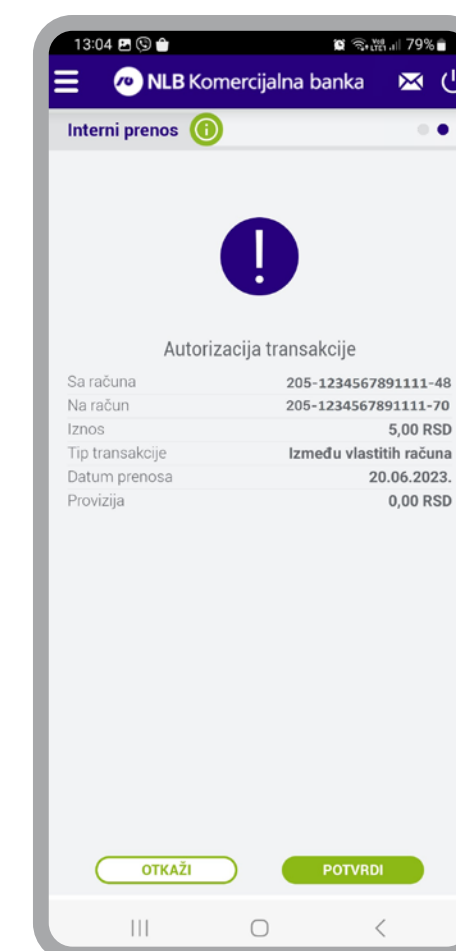 13:04 79%
NLB Komercijalna banka
Interni prenos
Autorizacija transakcije
Sa računa 205-1234567891111-48
Na račun 205-1234567891111-70
Iznos 5,00 RSD
Tip transakcije Između vlastitih računa
Datum prenosa 20.06.2023.
Provizija 0,00 RSD
OTKAŽI POTVRDI